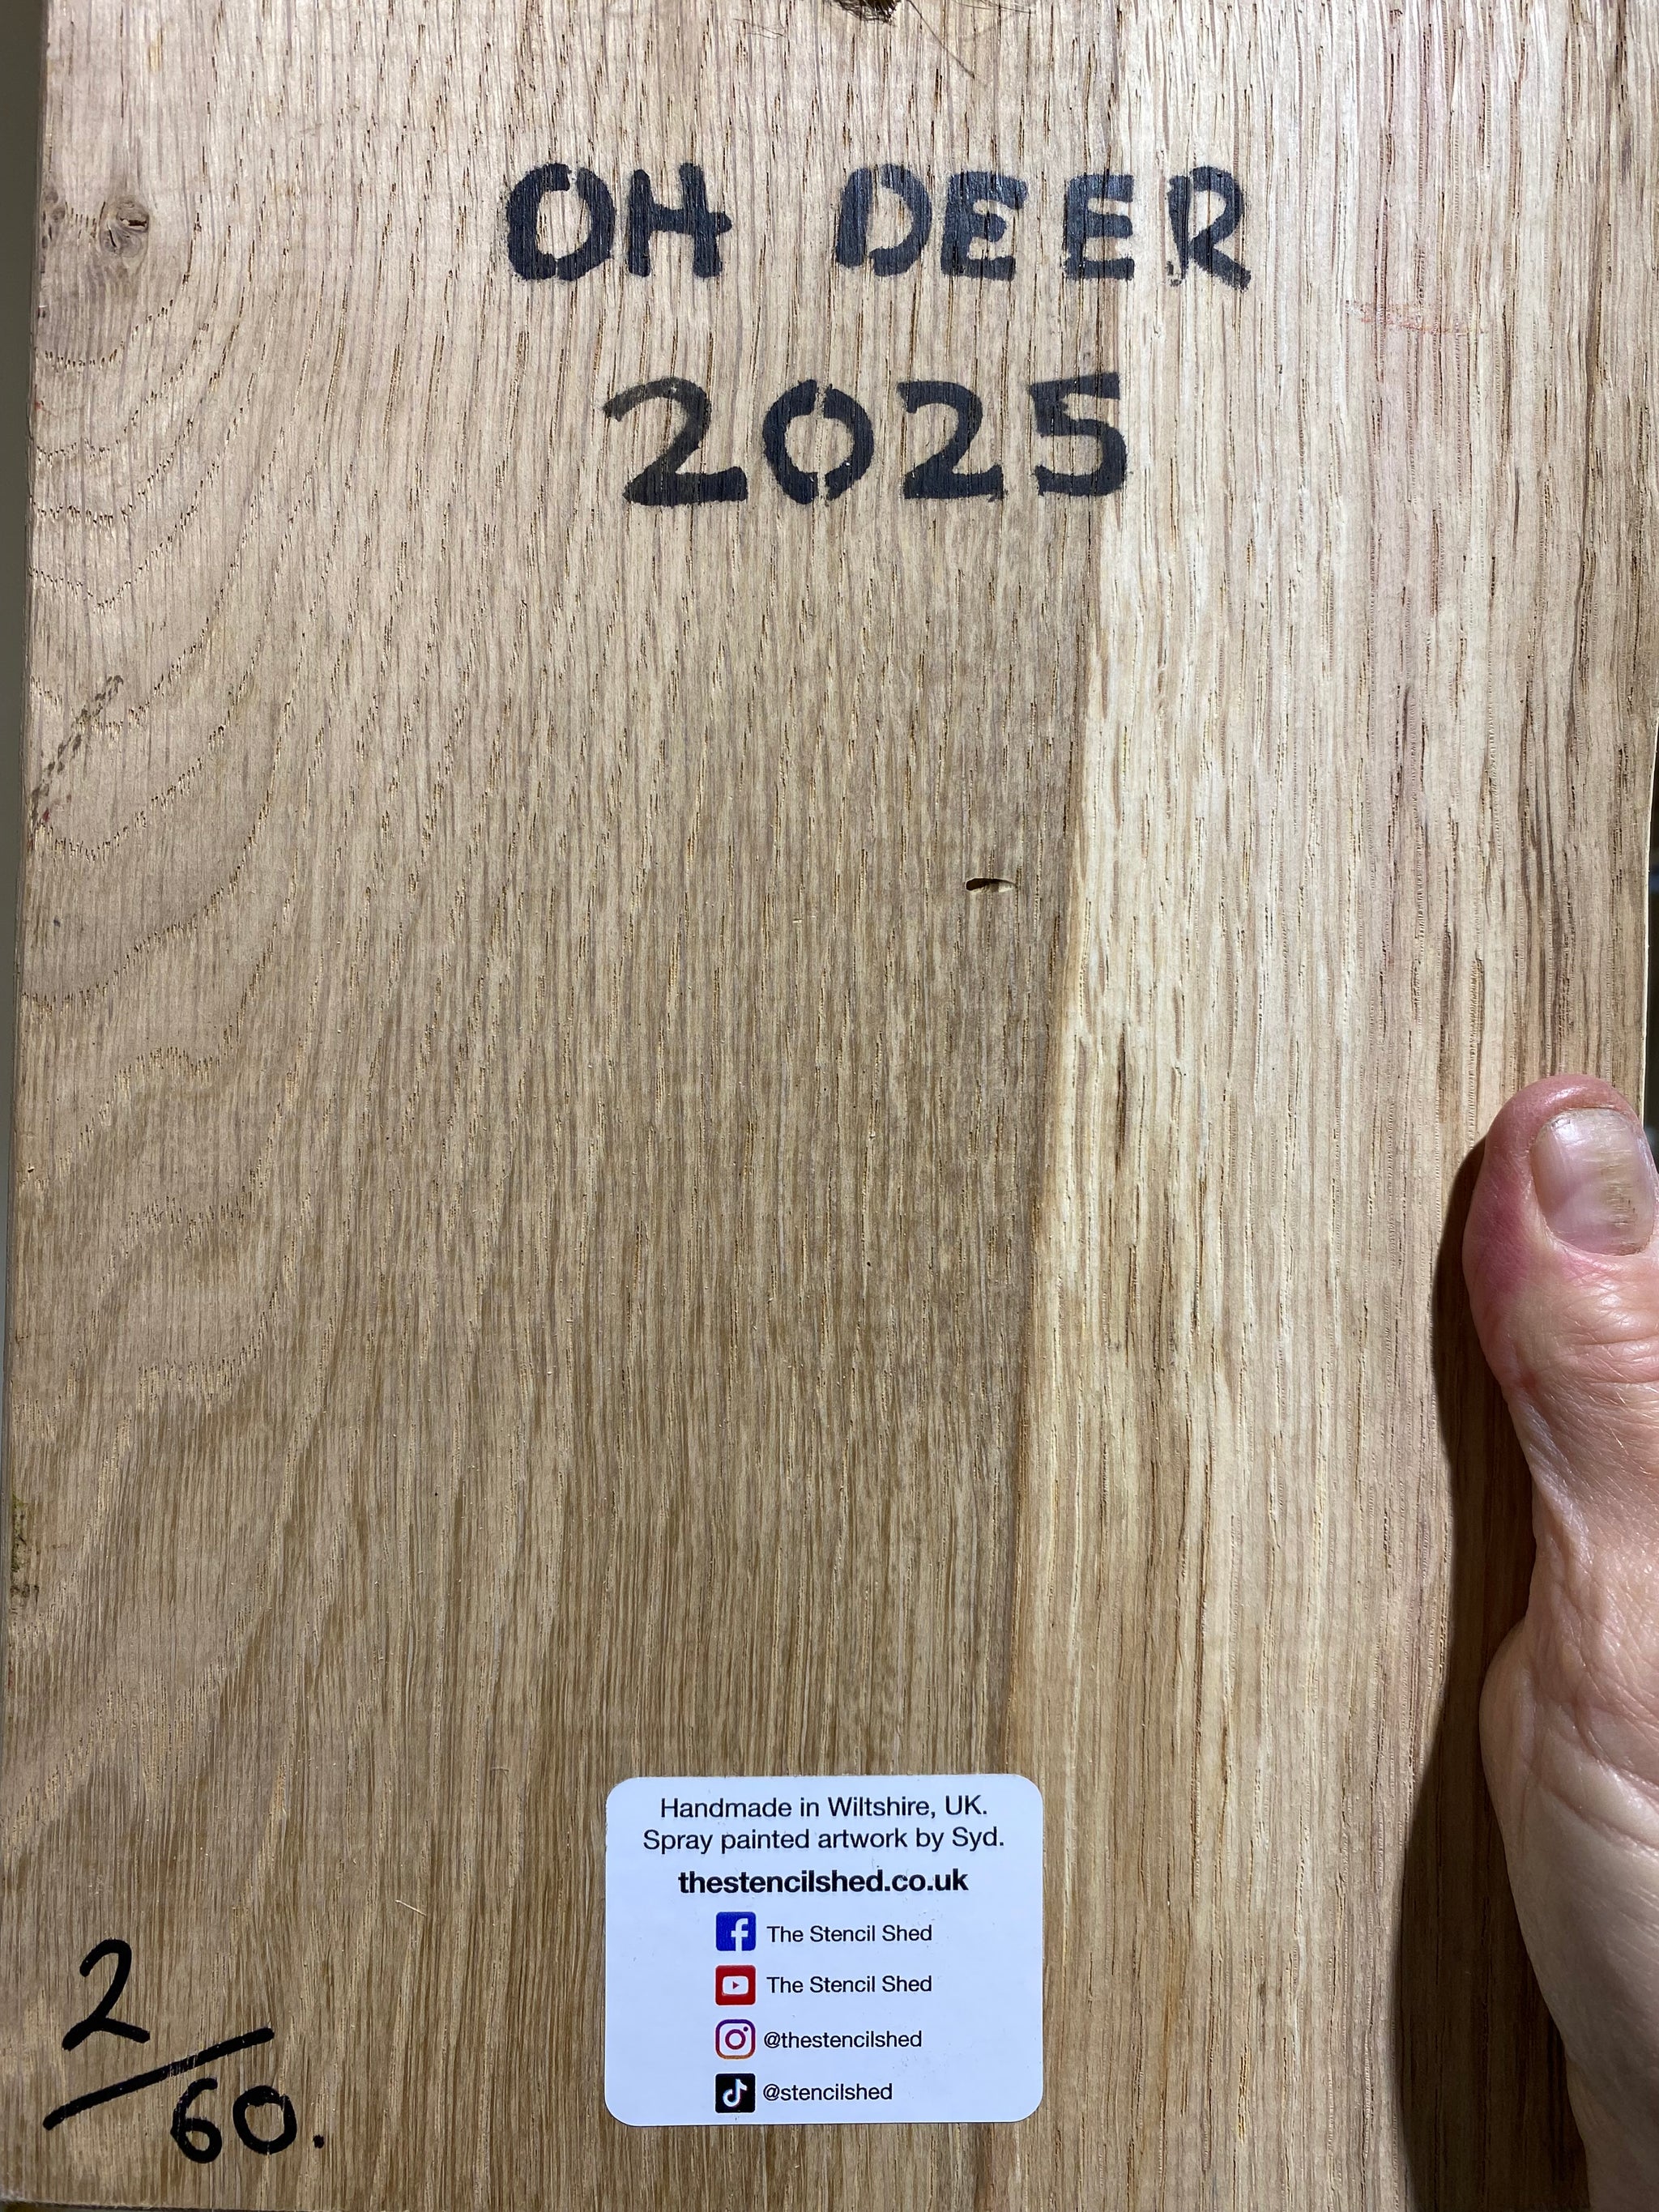 OH DEER
2025
Handmade in Wiltshire, UK.
Spray painted artwork by Syd.
thestencilshed.co.uk
The Stencil Shed
The Stencil Shed
@thestencilshed
@stencilshed
2/60.